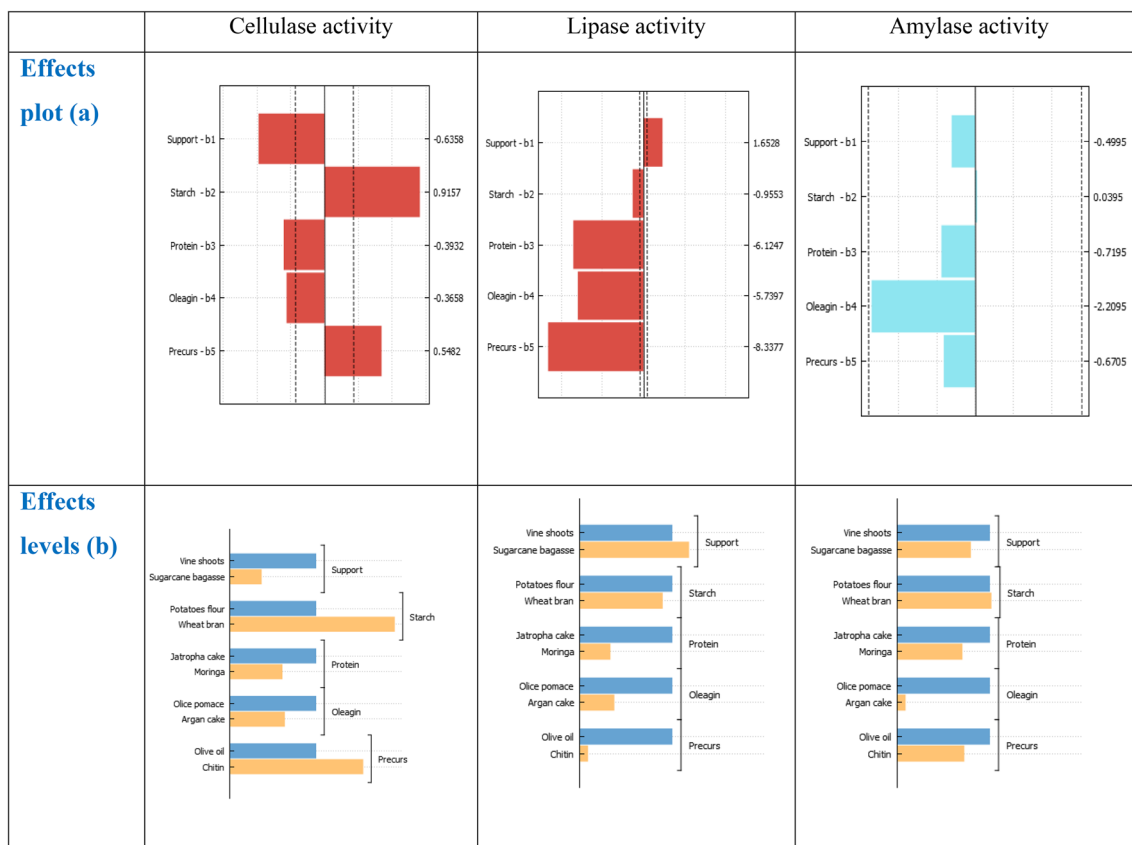 Cellulase activity
Lipase activity
Amylase activity
Effects
plot (a)
Support - b1
-0.6358
Starch - b2
0.9157
Protein - b3
-0.3932
Oleagin - b4
-0.3658
Precurs - b5
0.5482
Support - b1
1.6528
Starch - b2
-0.9553
Protein - b3
-6.1247
Oleagin - b4
-5.7397
Precurs - b5
-8.3377
Support - b1
-0.4995
Starch - b2
0.0395
Protein - b3
-0.7195
Oleagin - b4
-2.2095
Precurs - b5
-0.6705
Effects
levels (b)
Vine shoots
Sugarcane bagasse
Support
Potatoes flour
Wheat bran
Starch
Jatropha cake
Moringa
Protein
Olice pomace
Argan cake
Oleagin
Olive oil
Chitin
Precurs
Vine shoots
Sugarcane bagasse
Support
Potatoes flour
Wheat bran
Starch
Jatropha cake
Moringa
Protein
Olice pomace
Argan cake
Oleagin
Olive oil
Chitin
Precurs
Vine shoots
Sugarcane bagasse
Support
Potatoes flour
Wheat bran
Starch
Jatropha cake
Moringa
Protein
Olice pomace
Argan cake
Oleagin
Olive oil
Chitin
Precurs